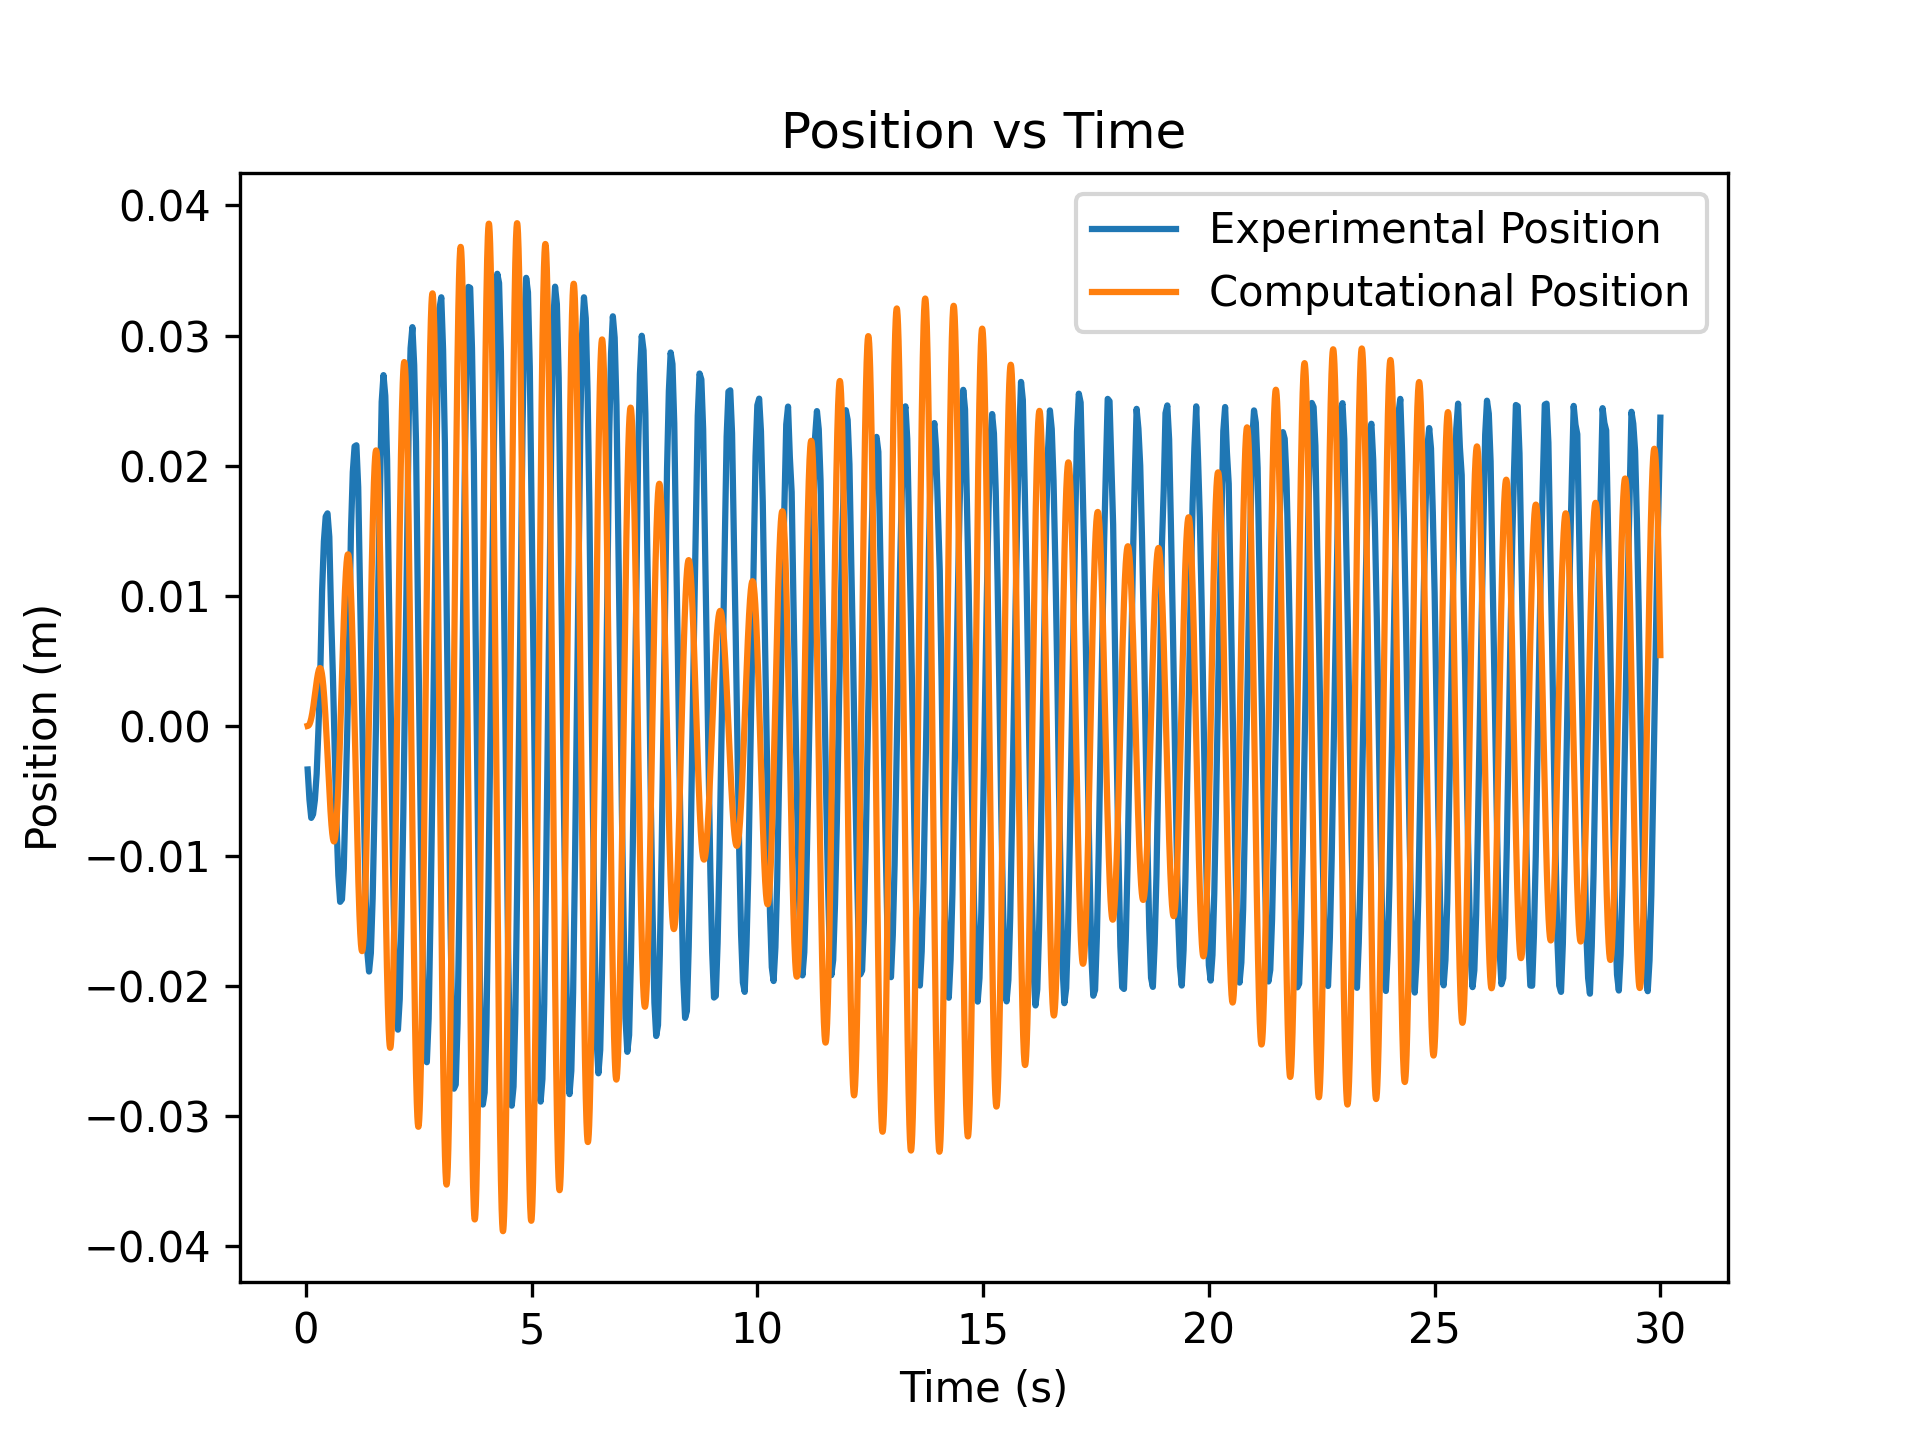 Position vs Time
Experimental Position
Computational Position
Position (m)
0.04
0.03
0.02
0.01
0.00
−0.01
−0.02
−0.03
−0.04
0 5 10 15 20 25 30
Time (s)